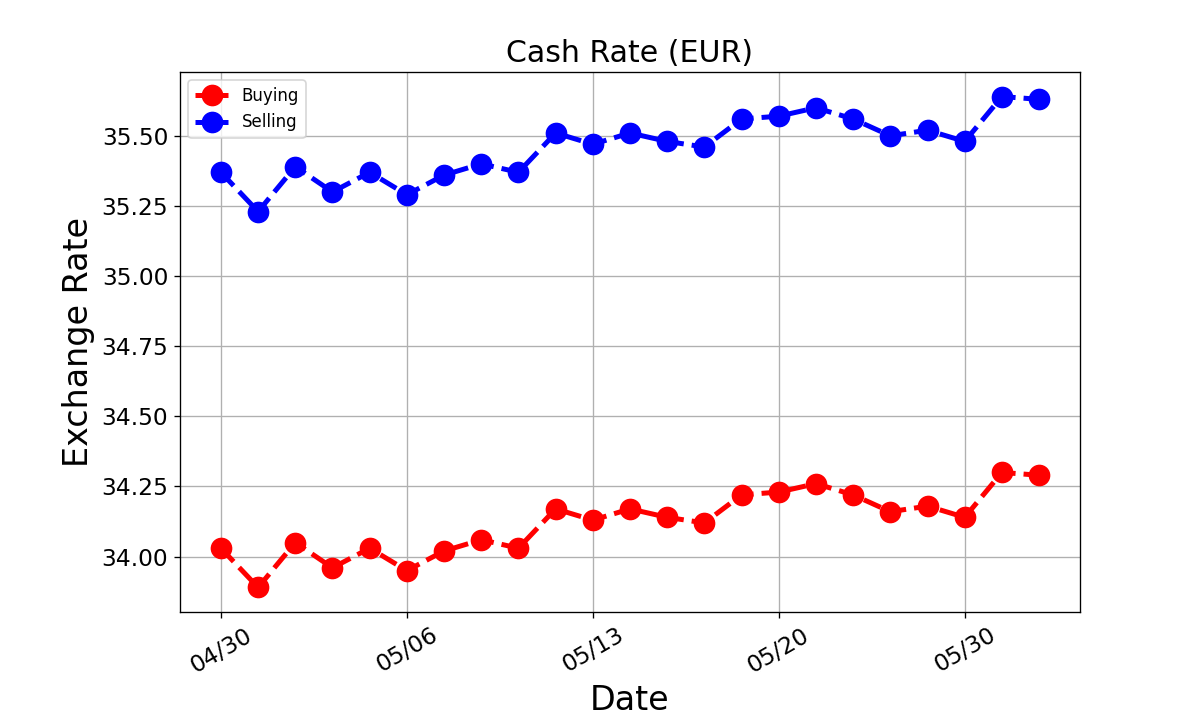 Cash Rate (EUR)
Buying
Selling
Exchange Rate
35.50
35.25
35.00
34.75
34.50
34.25
34.00
04/30
05/06
05/13
05/20
05/30
Date